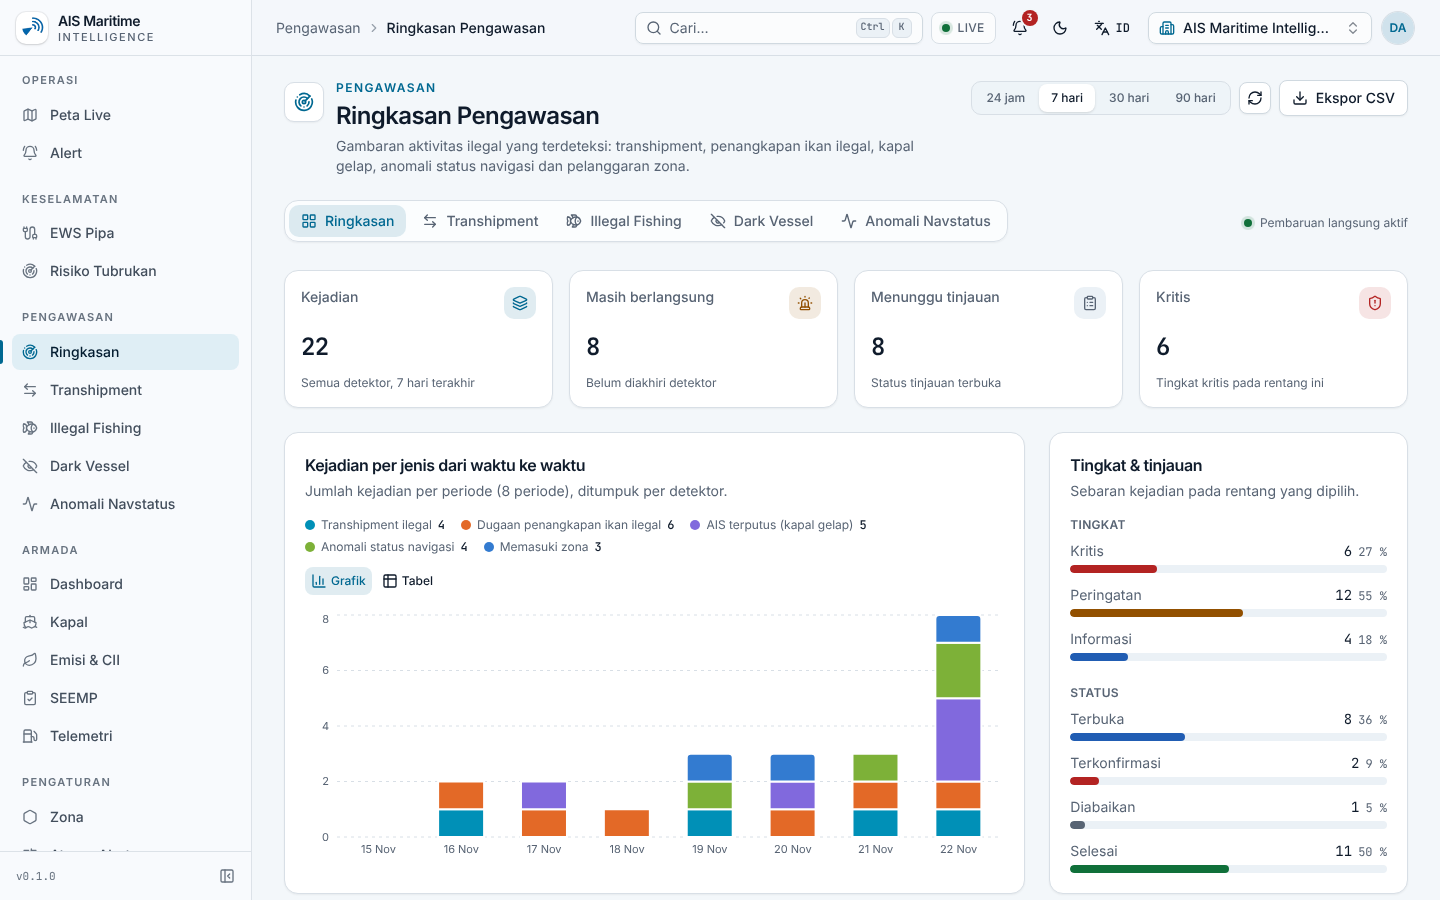 AIS Maritime
INTELLIGENCE
Pengawasan > Ringkasan Pengawasan
Cari...
Ctrl K
LIVE
3
ID
AIS Maritime Intellig...
DA
OPERASI
Peta Live
Alert
KESELAMATAN
EWS Pipa
Risiko Tubrukan
PENGAWASAN
Ringkasan
Transhipment
Illegal Fishing
Dark Vessel
Anomali Navstatus
ARMADA
Dashboard
Kapal
Emisi & CII
SEEMP
Telemetri
PENGATURAN
Zona
v0.1.0
PENGAWASAN
Ringkasan Pengawasan
Gambaran aktivitas ilegal yang terdeteksi: transhipment, penangkapan ikan ilegal, kapal
gelap, anomali status navigasi dan pelanggaran zona.
24 jam 7 hari 30 hari 90 hari
Ekspor CSV
Ringkasan Transhipment Illegal Fishing Dark Vessel Anomali Navstatus
Pembaruan langsung aktif
Kejadian
22
Semua detektor, 7 hari terakhir
Masih berlangsung
8
Belum diakhiri detektor
Menunggu tinjauan
8
Status tinjauan terbuka
Kritis
6
Tingkat kritis pada rentang ini
Kejadian per jenis dari waktu ke waktu
Jumlah kejadian per periode (8 periode), ditumpuk per detektor.
Transhipment ilegal 4 Dugaan penangkapan ikan ilegal 6 AIS terputus (kapal gelap) 5
Anomali status navigasi 4 Memasuki zona 3
Grafik Tabel
8
6
4
2
0
15 Nov 16 Nov 17 Nov 18 Nov 19 Nov 20 Nov 21 Nov 22 Nov
Tingkat & tinjauan
Sebaran kejadian pada rentang yang dipilih.
TINGKAT
Kritis 6 27 %
Peringatan 12 55 %
Informasi 4 18 %
STATUS
Terbuka 8 36 %
Terkonfirmasi 2 9 %
Diabaikan 1 5 %
Selesai 11 50 %